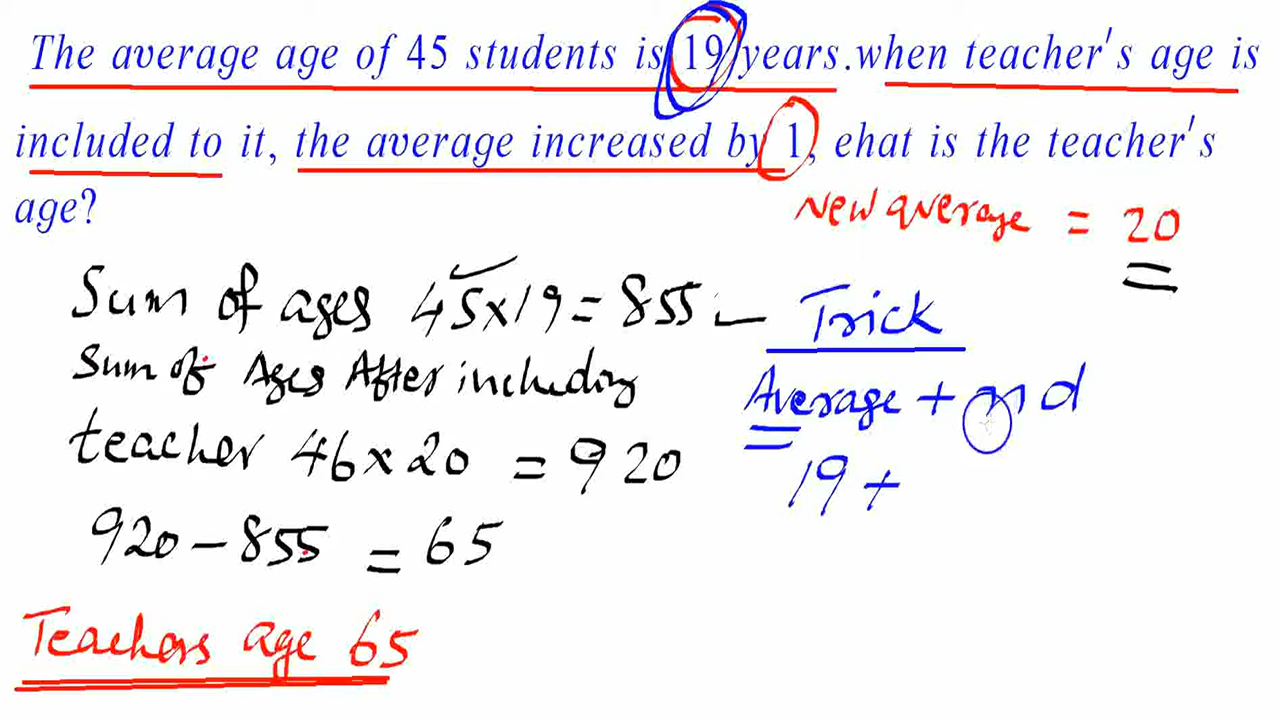 The average age of 45 students is 19 years.when teacher's age is
included to it, the average increased by 1, ehat is the teacher's
age?
New average = 20
Sum of ages 45x19 = 855
Sum of Ages After including
teacher 46 x 20 = 920
920 - 855 = 65
Teachers age 65
Trick
Average + nd
19 +